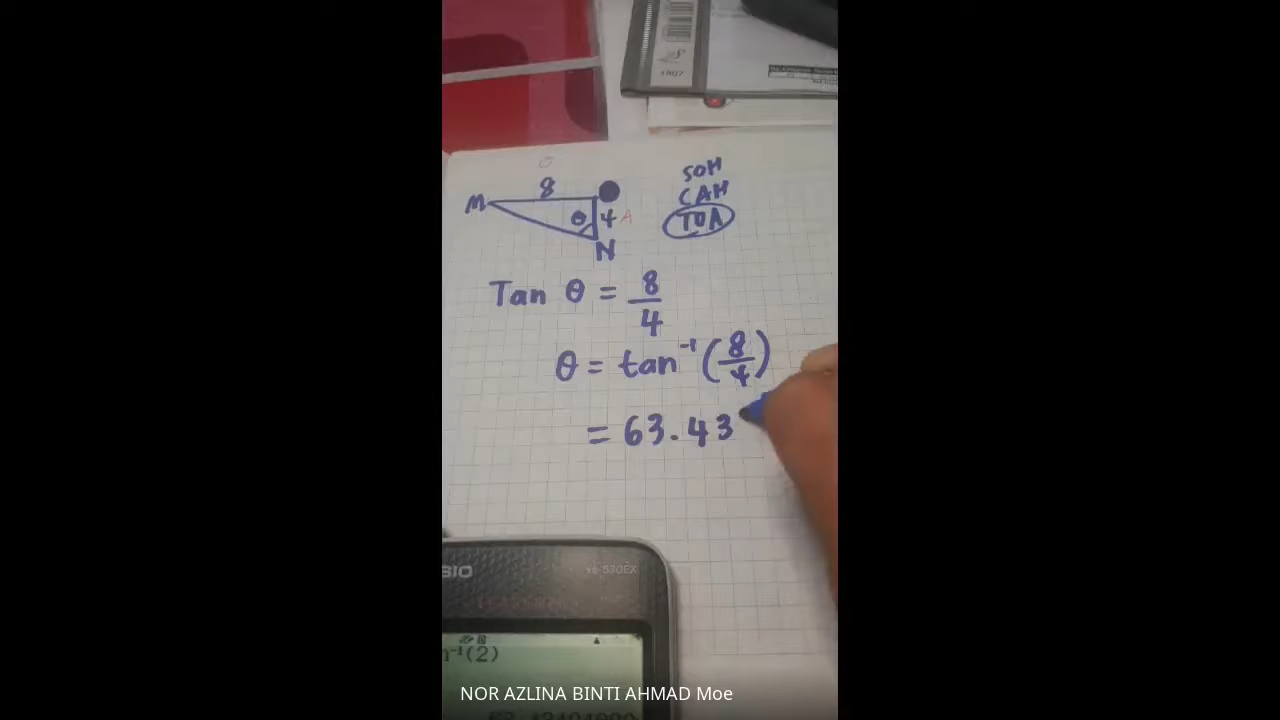 1807
O
8
SOH
CAH
TOA
M
θ
4
A
N
Tan θ = 8/4
θ = tan⁻¹(8/4)
= 63.43
SIO
n⁻¹(2)
NOR AZLINA BINTI AHMAD Moe